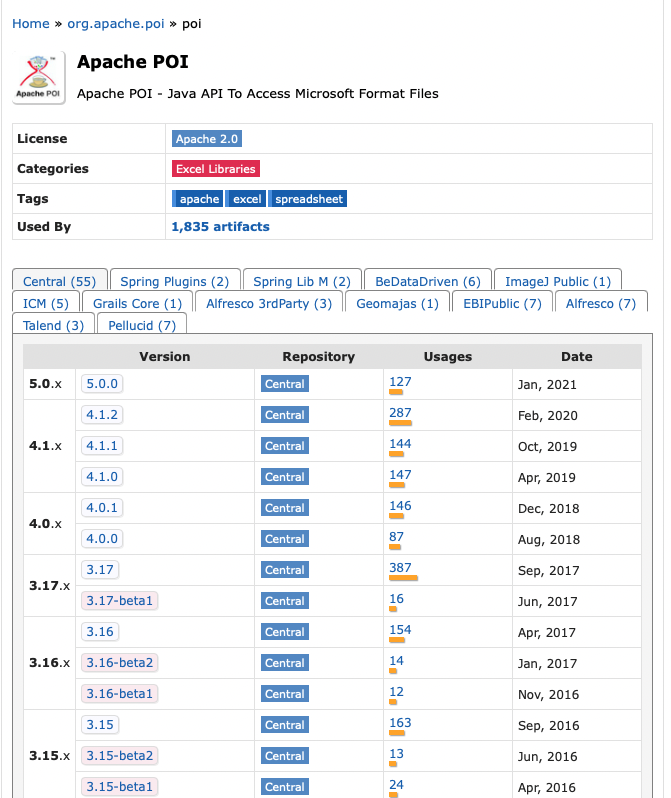 Home » org.apache.poi » poi
Apache POI
Apache POI
Apache POI - Java API To Access Microsoft Format Files
License Apache 2.0
Categories Excel Libraries
Tags apache excel spreadsheet
Used By 1,835 artifacts
Central (55) Spring Plugins (2) Spring Lib M (2) BeDataDriven (6) ImageJ Public (1)
ICM (5) Grails Core (1) Alfresco 3rdParty (3) Geomajas (1) EBIPublic (7) Alfresco (7)
Talend (3) Pellucid (7)
Version Repository Usages Date
5.0.x 5.0.0 Central 127 Jan, 2021
4.1.2 Central 287 Feb, 2020
4.1.x 4.1.1 Central 144 Oct, 2019
4.1.0 Central 147 Apr, 2019
4.0.x 4.0.1 Central 146 Dec, 2018
4.0.0 Central 87 Aug, 2018
3.17.x 3.17 Central 387 Sep, 2017
3.17-beta1 Central 16 Jun, 2017
3.16 Central 154 Apr, 2017
3.16.x 3.16-beta2 Central 14 Jan, 2017
3.16-beta1 Central 12 Nov, 2016
3.15 Central 163 Sep, 2016
3.15.x 3.15-beta2 Central 13 Jun, 2016
3.15-beta1 Central 24 Apr, 2016